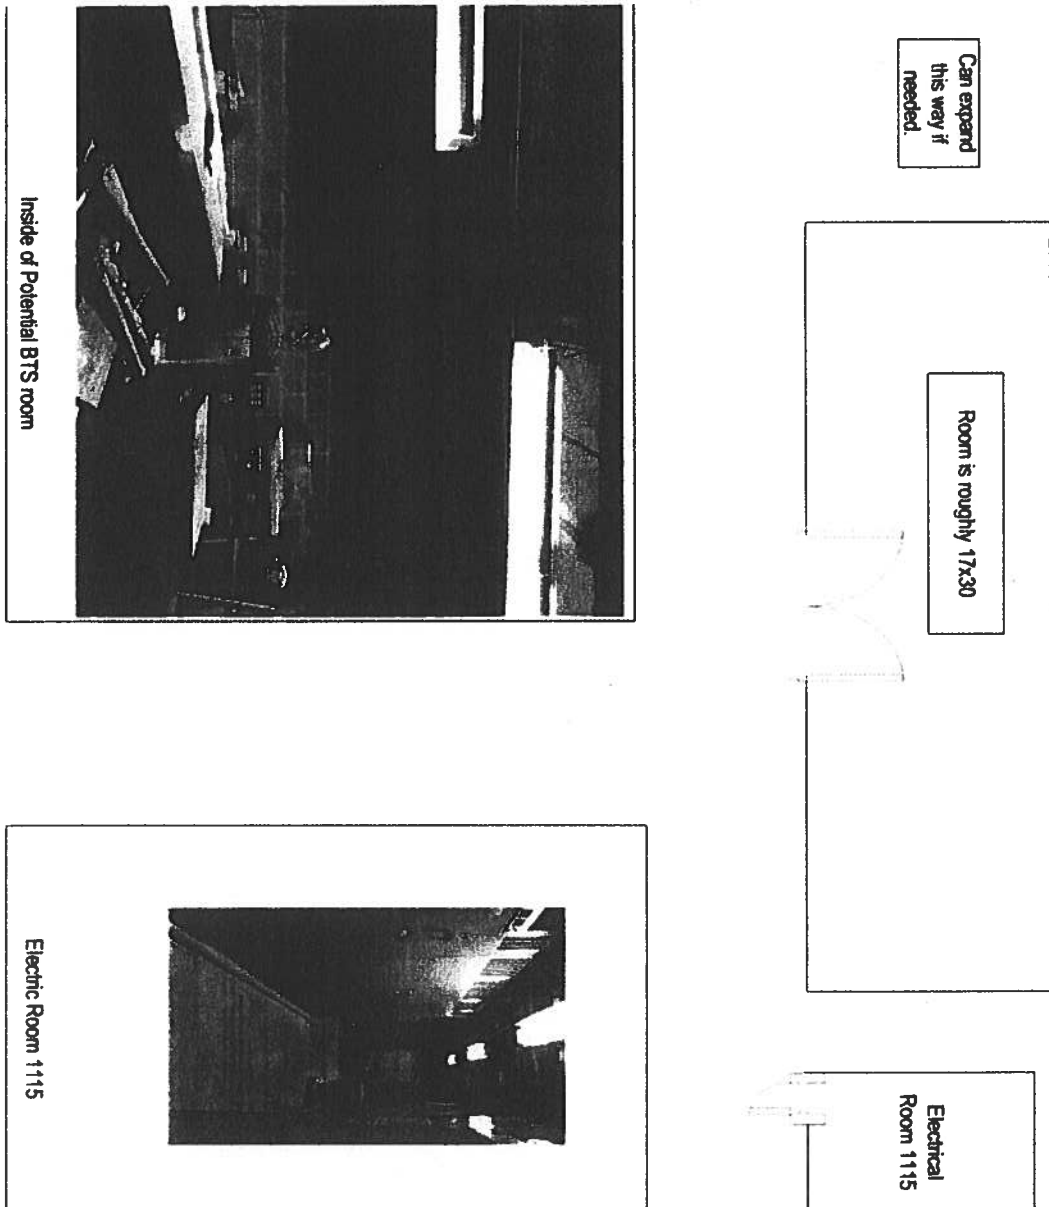 Can expand
this way if
needed.
Room is roughly 17x30
Electrical
Room 1115
Inside of Potential BTS room
Electric Room 1115